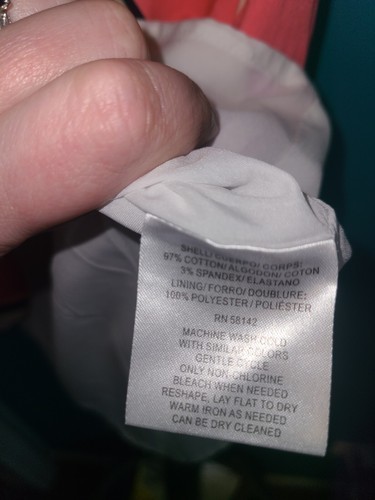 SHELL/CUERPO/CORPS:
97% COTTON/ALGODON/COTON
3% SPANDEX/ELASTANO
LINING/FORRO/DOUBLURE:
100% POLYESTER/POLIÉSTER
RN 58142
MACHINE WASH COLD
WITH SIMILAR COLORS
GENTLE CYCLE
ONLY NON-CHLORINE
BLEACH WHEN NEEDED
RESHAPE, LAY FLAT TO DRY
WARM IRON AS NEEDED
CAN BE DRY CLEANED